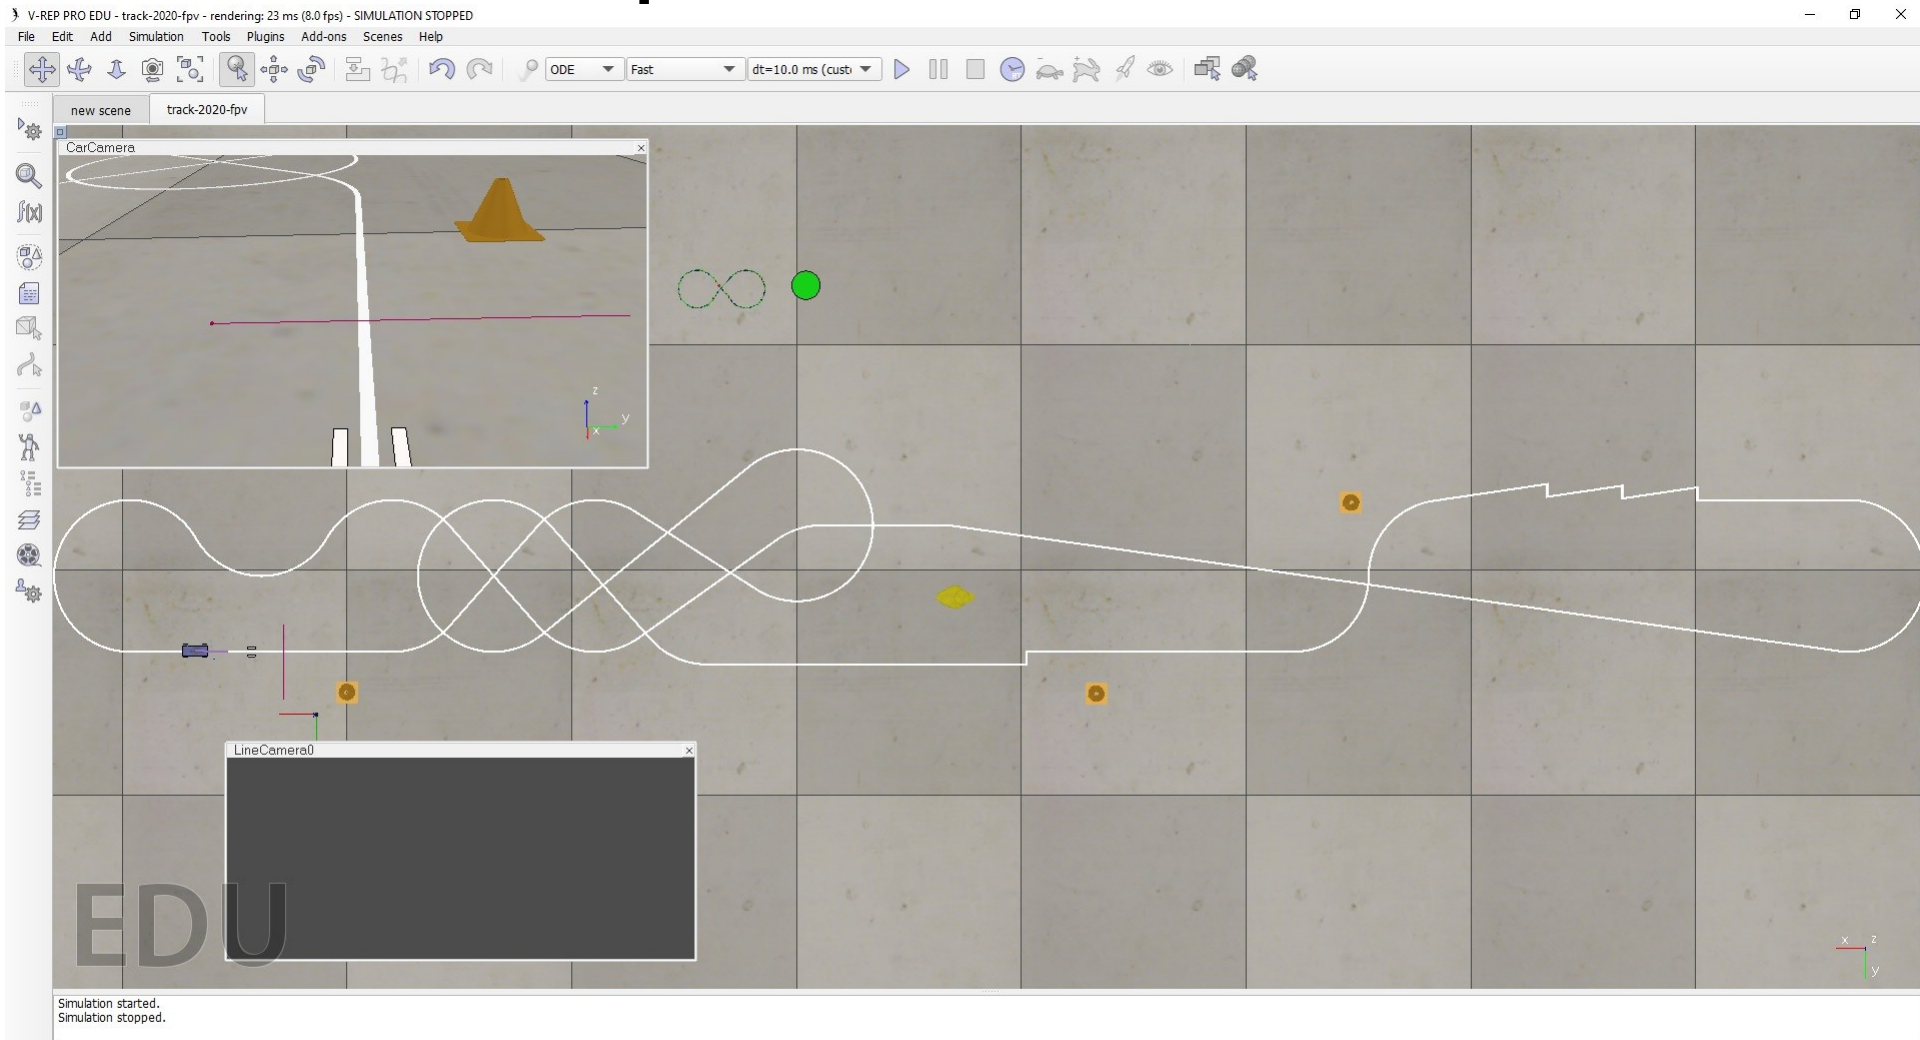 V-REP PRO EDU - track-2020-fpv - rendering: 23 ms (8.0 fps) - SIMULATION STOPPED
File Edit Add Simulation Tools Plugins Add-ons Scenes Help
ODE Fast dt=10.0 ms (cust
new scene track-2020-fpv
f(x)
CarCamera
z
y
x
LineCamera0
EDU
x z
y
Simulation started.
Simulation stopped.